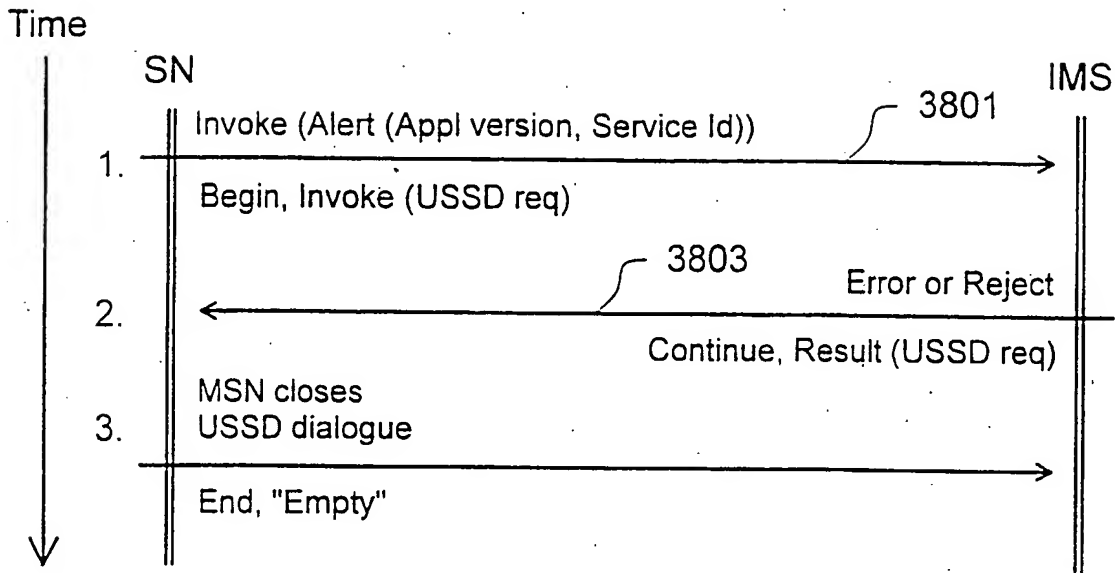 Time
SN
IMS
Invoke (Alert (Appl version, Service Id))
3801
1.
Begin, Invoke (USSD req)
3803
Error or Reject
2.
Continue, Result (USSD req)
MSN closes
3.
USSD dialogue
End, "Empty"